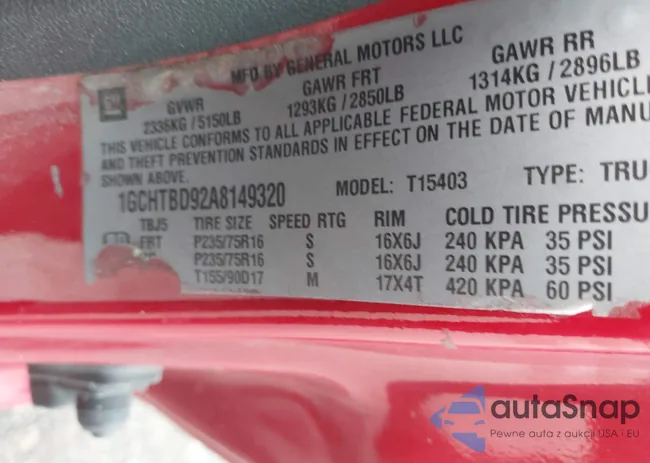 MFD BY GENERAL MOTORS LLC
GM
GVWR GAWR FRT GAWR RR
2336KG / 5150LB 1293KG / 2850LB 1314KG / 2896LB
THIS VEHICLE CONFORMS TO ALL APPLICABLE FEDERAL MOTOR VEHICLE
AND THEFT PREVENTION STANDARDS IN EFFECT ON THE DATE OF MANU
SHOWN ABOVE.
1GCHTBD92A8149320 MODEL: T15403 TYPE: TRU
TBJ5 TIRE SIZE SPEED RTG RIM COLD TIRE PRESSU
FRT P235/75R16 S 16X6J 240 KPA 35 PSI
P235/75R16 S 16X6J 240 KPA 35 PSI
T155/90D17 M 17X4T 420 KPA 60 PSI
autaSnap
Pewne auta z aukcji USA i EU